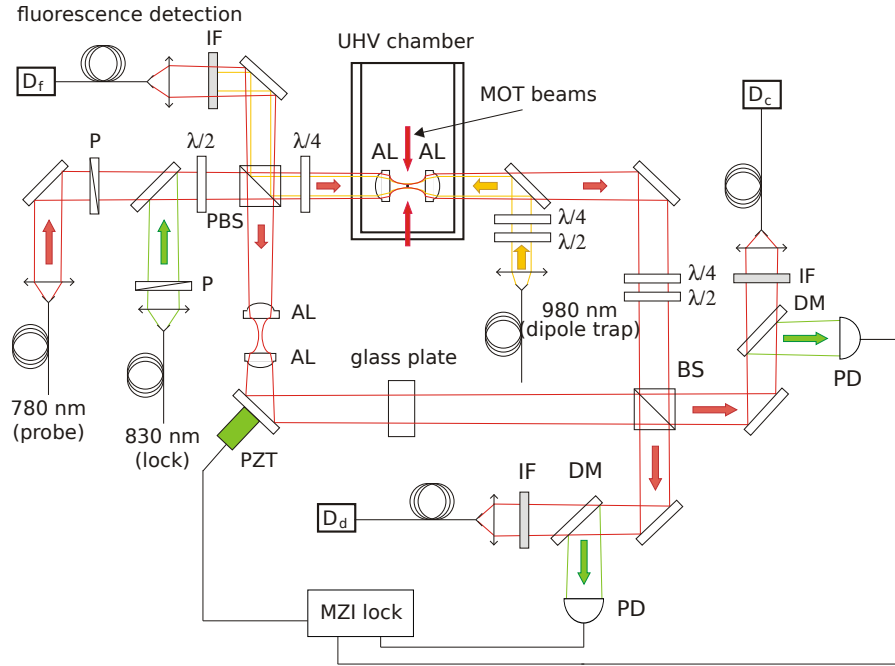 fluorescence detection
IF
UHV chamber
D_f
MOT beams
D_c
P
λ/2
λ/4
AL
AL
PBS
λ/4
λ/2
P
λ/4
λ/2
IF
DM
AL
980 nm
(dipole trap)
AL
glass plate
BS
PD
780 nm
(probe)
830 nm
(lock)
PZT
IF
DM
D_d
MZI lock
PD